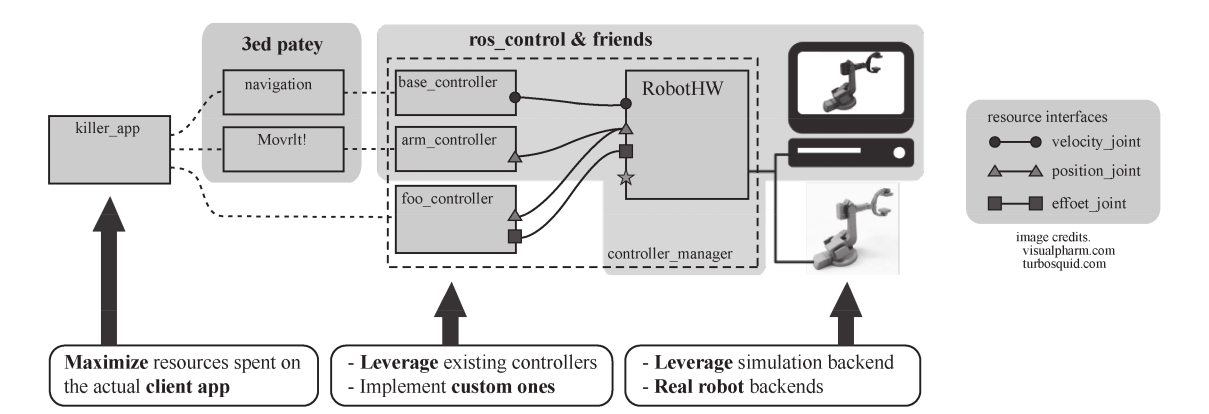 3ed patey
ros_control & friends
navigation
base_controller
RobotHW
killer_app
Movrlt!
arm_controller
foo_controller
controller_manager
resource interfaces
velocity_joint
position_joint
effoet_joint
image credits.
visualpharm.com
turbosquid.com
Maximize resources spent on
the actual client app
- Leverage existing controllers
- Implement custom ones
- Leverage simulation backend
- Real robot backends